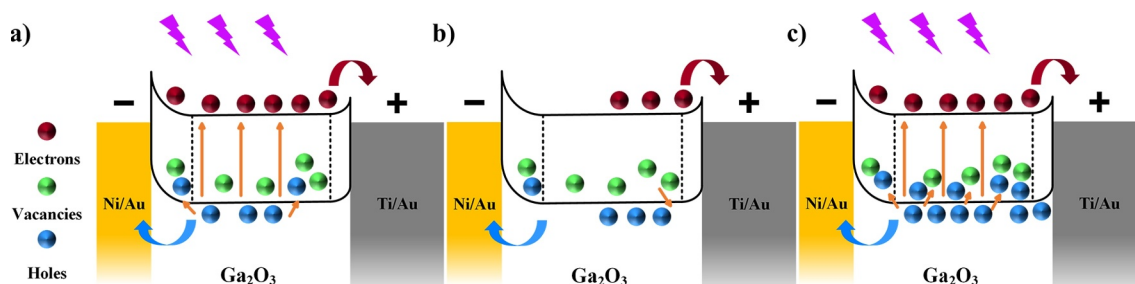 a)
b)
c)
−
+
−
+
−
+
Electrons
Vacancies
Holes
Ni/Au
Ti/Au
Ni/Au
Ti/Au
Ni/Au
Ti/Au
Ga₂O₃
Ga₂O₃
Ga₂O₃